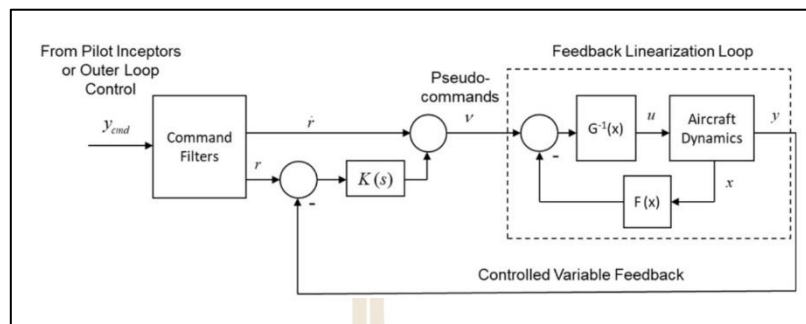 From Pilot Inceptors
or Outer Loop
Control
y_cmd
Command
Filters
ṙ
r
-
K(s)
Pseudo-
commands
ν
Feedback Linearization Loop
-
G⁻¹(x)
u
Aircraft
Dynamics
y
x
F(x)
Controlled Variable Feedback